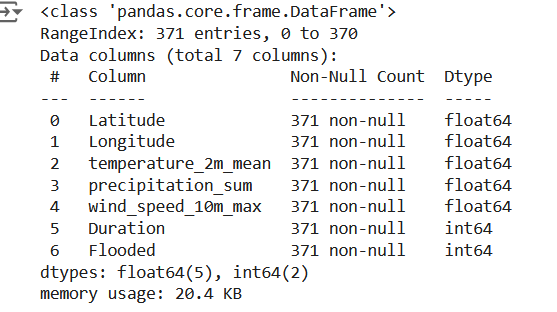 <class 'pandas.core.frame.DataFrame'>
RangeIndex: 371 entries, 0 to 370
Data columns (total 7 columns):
 #   Column               Non-Null Count  Dtype
---  ------               --------------  -----
 0   Latitude             371 non-null    float64
 1   Longitude            371 non-null    float64
 2   temperature_2m_mean  371 non-null    float64
 3   precipitation_sum    371 non-null    float64
 4   wind_speed_10m_max   371 non-null    float64
 5   Duration             371 non-null    int64
 6   Flooded              371 non-null    int64
dtypes: float64(5), int64(2)
memory usage: 20.4 KB